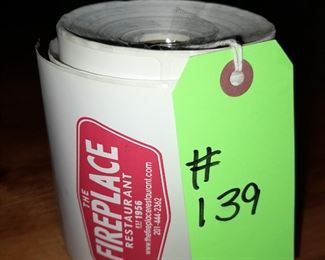 THE
FIREPLACE
RESTAURANT
EST 1956
www.thefireplacerestaurant.com
201-444-2362
# 
139